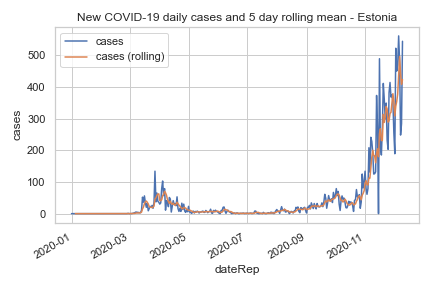 New COVID-19 daily cases and 5 day rolling mean - Estonia
cases
cases (rolling)
500
400
300
200
100
0
cases
2020-01
2020-03
2020-05
2020-07
2020-09
2020-11
dateRep